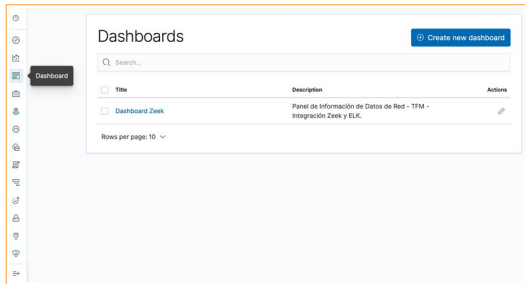 Dashboards
Create new dashboard
Search...
Dashboard
Title Description Actions
Dashboard Zeek
Panel de Información de Datos de Red - TFM -
Integración Zeek y ELK.
Rows per page: 10